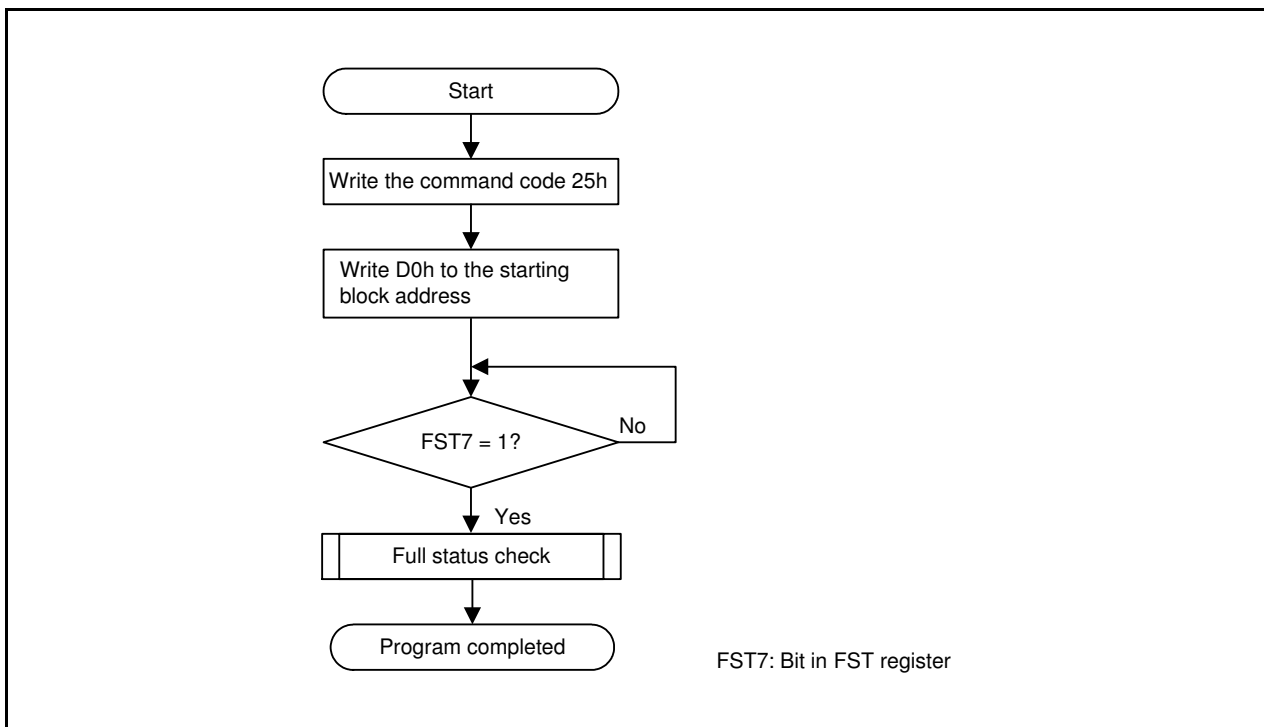 Start
Write the command code 25h
Write D0h to the starting
block address
No
FST7 = 1?
Yes
Full status check
Program completed
FST7: Bit in FST register